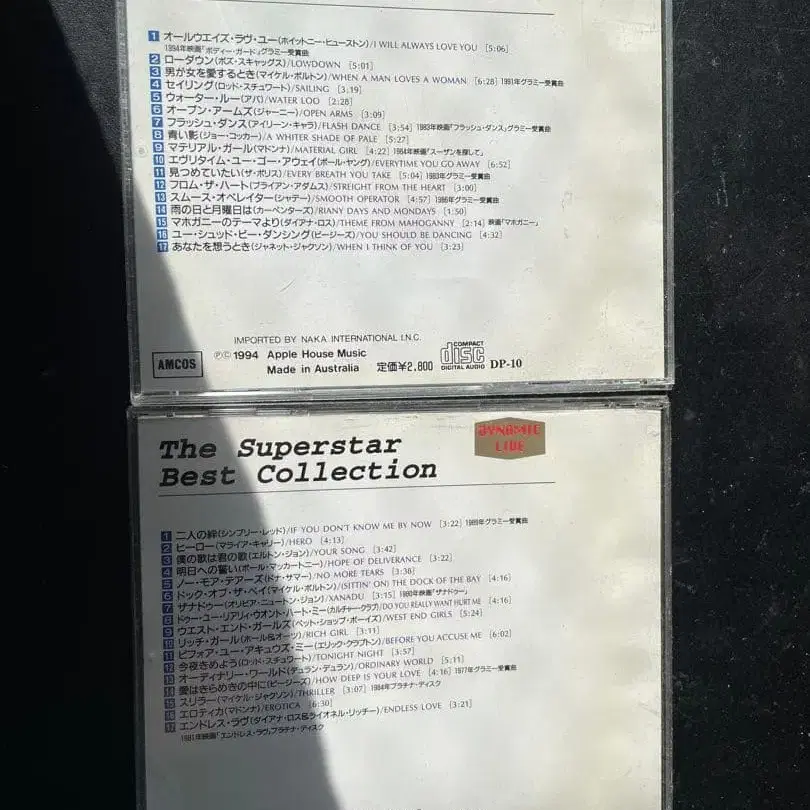 1 オールウエイズ・ラヴ・ユー(ホイットニー・ヒューストン)/I WILL ALWAYS LOVE YOU [5:06]
1994年映画「ボディー・ガード」グラミー受賞曲
2 ローダウン(ボズ・スキャッグス)/LOWDOWN [5:01]
3 男が女を愛するとき(マイケル・ボルトン)/WHEN A MAN LOVES A WOMAN [6:28] 1991年グラミー受賞曲
4 セイリング(ロッド・スチュワート)/SAILING [3:19]
5 ウォーター・ルー(アバ)/WATER LOO [2:28]
6 オープン・アームズ(ジャーニー)/OPEN ARMS [3:09]
7 フラッシュ・ダンス(アイリーン・キャラ)/FLASH DANCE [3:54] 1983年映画「フラッシュ・ダンス」グラミー受賞曲
8 青い影(ジョー・コッカー)/A WHITER SHADE OF PALE [5:27]
9 マテリアル・ガール(マドンナ)/MATERIAL GIRL [4:22] 1984年映画「スーザンを探して」
10 エヴリタイム・ユー・ゴー・アウェイ(ポール・ヤング)/EVERYTIME YOU GO AWAY [6:52]
11 見つめていたい(ザ・ポリス)/EVERY BREATH YOU TAKE [5:04] 1983年グラミー受賞曲
12 フロム・ザ・ハート(ブライアン・アダムス)/STREIGHT FROM THE HEART [3:00]
13 スムース・オペレイター(シャデー)/SMOOTH OPERATOR [4:57] 1986年グラミー受賞曲
14 雨の日と月曜日は(カーペンターズ)/RIANY DAYS AND MONDAYS [1:50]
15 マホガニーのテーマより(ダイアナ・ロス)/THEME FROM MAHOGANNY [2:14] 映画「マホガニー」
16 ユー・シュッド・ビー・ダンシング(ビージーズ)/YOU SHOULD BE DANCING [4:32]
17 あなたを想うとき(ジャネット・ジャクソン)/WHEN I THINK OF YOU [3:23]
IMPORTED BY NAKA INTERNATIONAL I.N.C.
AMCOS
ⓅⒸ 1994 Apple House Music
Made in Australia 定価¥2,800
COMPACT disc DIGITAL AUDIO DP-10
The Superstar
Best Collection
DYNAMIC
LIVE
1 二人の絆(シンプリー・レッド)/IF YOU DON'T KNOW ME BY NOW [3:22] 1989年グラミー受賞曲
2 ヒーロー(マライア・キャリー)/HERO [4:13]
3 僕の歌は君の歌(エルトン・ジョン)/YOUR SONG [3:42]
4 明日への誓い(ポール・マッカートニー)/HOPE OF DELIVERANCE [3:22]
5 ノー・モア・テアーズ(ドナ・サマー)/NO MORE TEARS [3:36]
6 ドック・オブ・ザ・ベイ(マイケル・ボルトン)/(SITTIN' ON) THE DOCK OF THE BAY [4:16]
7 ザナドゥー(オリビア・ニュートン・ジョン)/XANADU [3:15] 1980年映画「ザナドゥー」
8 ドゥー・ユー・リアリィ・ウオント・ハート・ミー(カルチャー・クラブ)/DO YOU REALLY WANT HURT ME [4:16]
9 ウエスト・エンド・ガールズ(ペット・ショップ・ボーイズ)/WEST END GIRLS [5:24]
10 リッチ・ガール(ホール&オーツ)/RICH GIRL [3:11]
11 ビフォア・ユー・アキュウズ・ミー(エリック・クラプトン)/BEFORE YOU ACCUSE ME [6:02]
12 今夜きめよう(ロッド・スチュワート)/TONIGHT NIGHT [3:57]
13 オーディナリー・ワールド(デュラン・デュラン)/ORDINARY WORLD [5:11]
14 愛はきらめきの中に(ビージーズ)/HOW DEEP IS YOUR LOVE [4:16] 1977年グラミー受賞曲
15 スリラー(マイケル・ジャクソン)/THRILLER [3:07] 1984年プラチナ・ディスク
16 エロティカ(マドンナ)/EROTICA [6:30]
17 エンドレス・ラヴ(ダイアナ・ロス&ライオネル・リッチー)/ENDLESS LOVE [3:21]
1981年映画「エンドレス・ラヴ」プラチナ・ディスク